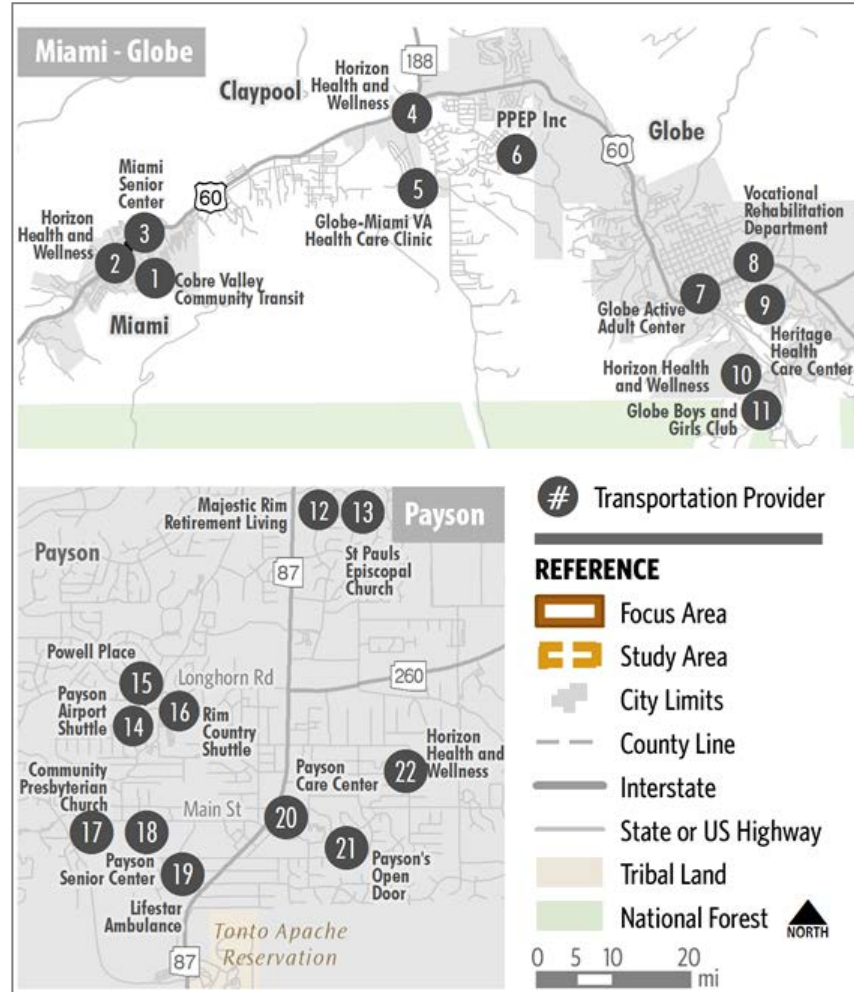 Miami - Globe
Claypool
Horizon
Health and
Wellness
188
4
PPEP Inc
6
Globe
60
5
Globe-Miami VA
Health Care Clinic
60
Miami
Senior
Center
3
Horizon
Health and
Wellness
2
1
Cobre Valley
Community Transit
Miami
Vocational
Rehabilitation
Department
8
7
Globe Active
Adult Center
9
Heritage
Health
Care Center
Horizon Health
and Wellness
10
Globe Boys and
Girls Club
11
Payson
Payson
Majestic Rim
Retirement Living
12
13
St Pauls
Episcopal
Church
87
Powell Place
15
Longhorn Rd
260
Payson
Airport
Shuttle
14
16
Rim
Country
Shuttle
Horizon
Health and
Wellness
22
Payson
Care Center
20
Community
Presbyterian
Church
17
Main St
18
Payson
Senior Center
19
Lifestar
Ambulance
21
Payson's
Open
Door
Tonto Apache
Reservation
87
# Transportation Provider
REFERENCE
Focus Area
Study Area
City Limits
County Line
Interstate
State or US Highway
Tribal Land
National Forest
NORTH
0 10 20
mi